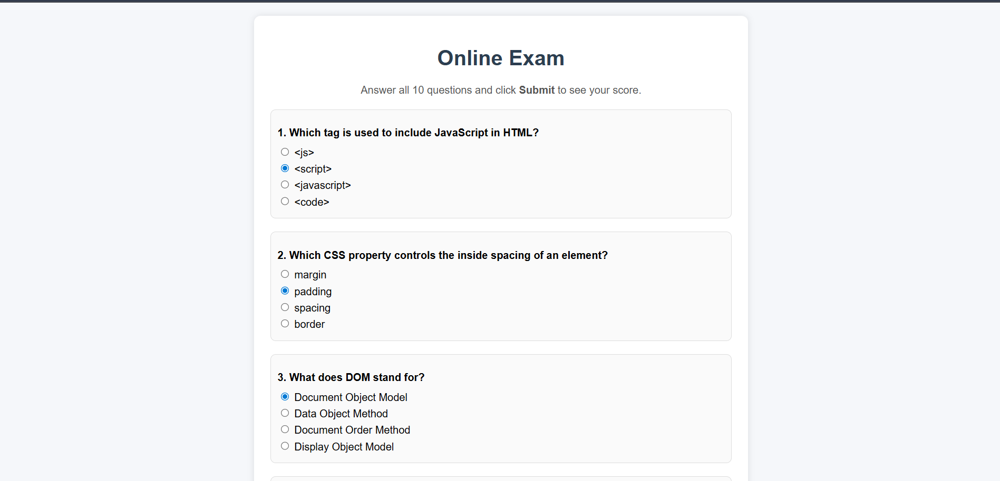 Online Exam
Answer all 10 questions and click Submit to see your score.
1. Which tag is used to include JavaScript in HTML?
<js>
<script>
<javascript>
<code>
2. Which CSS property controls the inside spacing of an element?
margin
padding
spacing
border
3. What does DOM stand for?
Document Object Model
Data Object Method
Document Order Method
Display Object Model